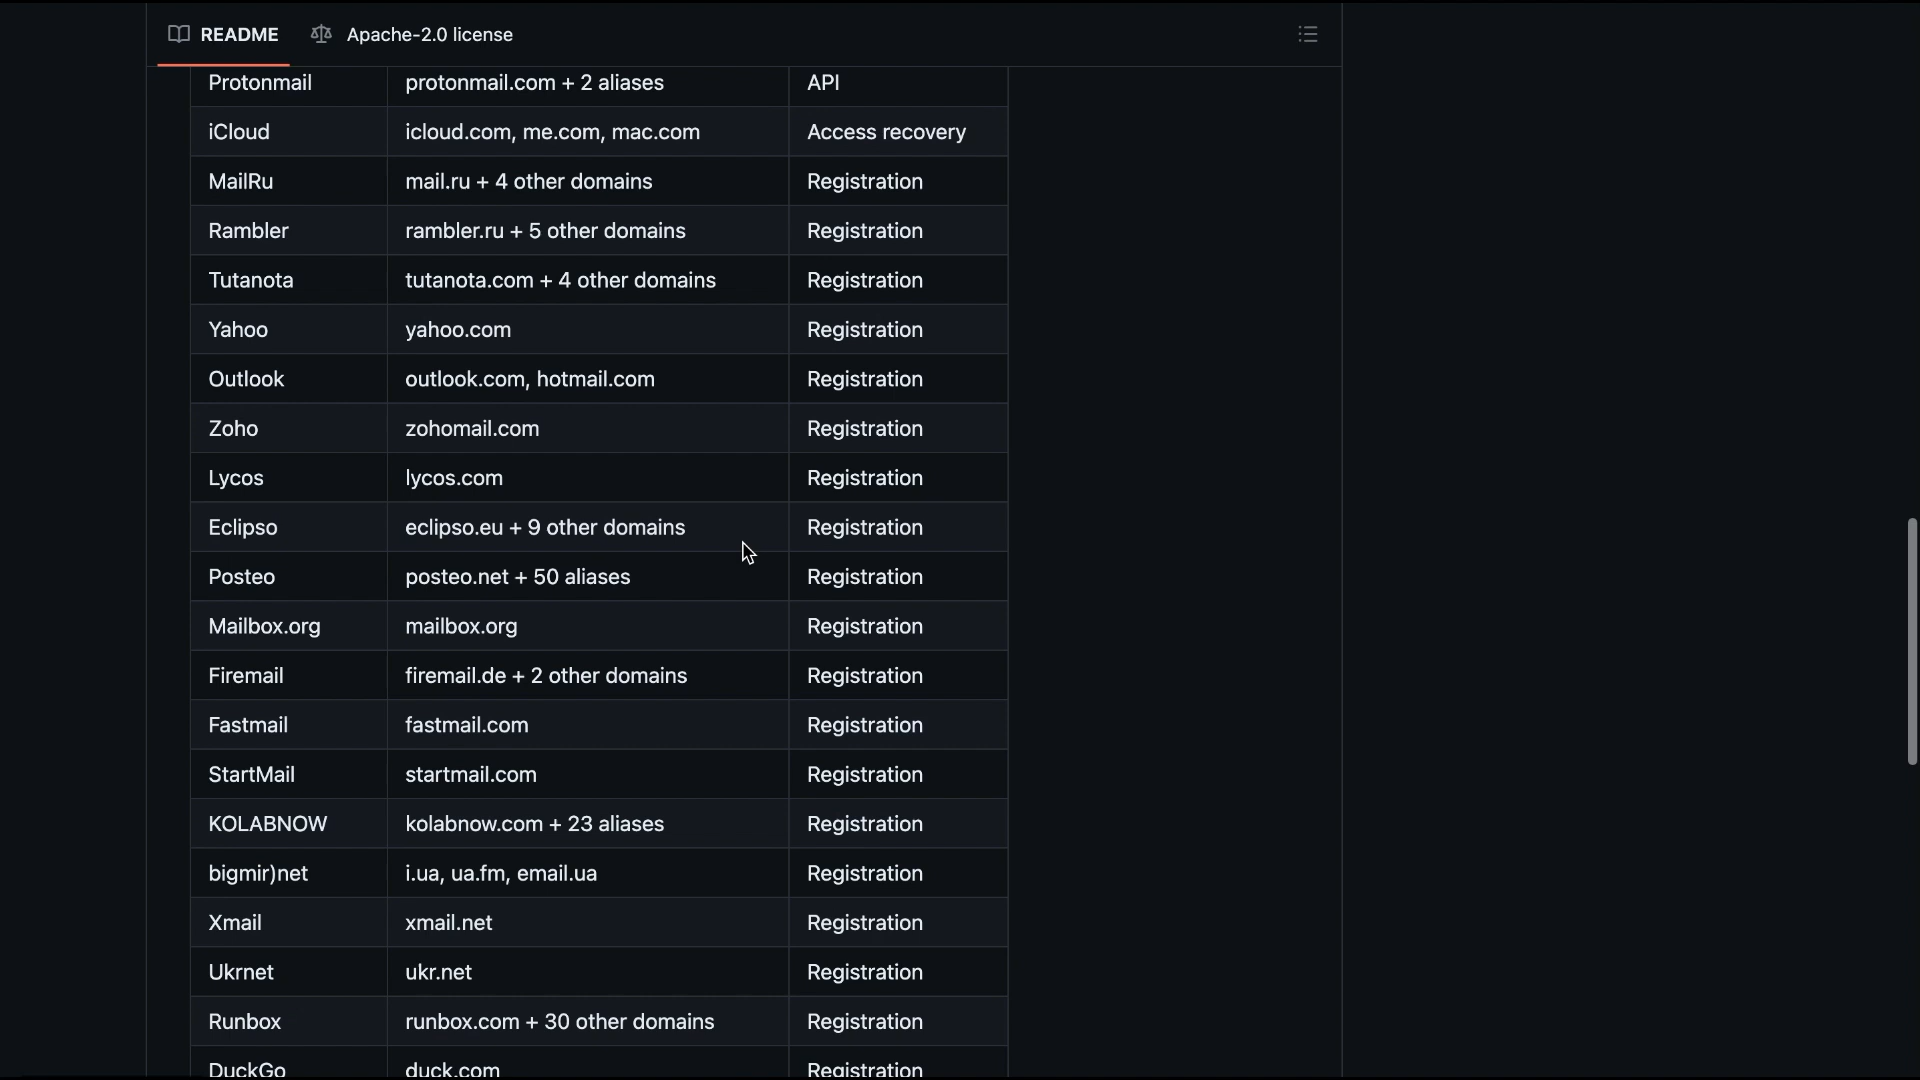 README Apache-2.0 license
Protonmail protonmail.com + 2 aliases API
iCloud icloud.com, me.com, mac.com Access recovery
MailRu mail.ru + 4 other domains Registration
Rambler rambler.ru + 5 other domains Registration
Tutanota tutanota.com + 4 other domains Registration
Yahoo yahoo.com Registration
Outlook outlook.com, hotmail.com Registration
Zoho zohomail.com Registration
Lycos lycos.com Registration
Eclipso eclipso.eu + 9 other domains Registration
Posteo posteo.net + 50 aliases Registration
Mailbox.org mailbox.org Registration
Firemail firemail.de + 2 other domains Registration
Fastmail fastmail.com Registration
StartMail startmail.com Registration
KOLABNOW kolabnow.com + 23 aliases Registration
bigmir)net i.ua, ua.fm, email.ua Registration
Xmail xmail.net Registration
Ukrnet ukr.net Registration
Runbox runbox.com + 30 other domains Registration
DuckGo duck.com Registration